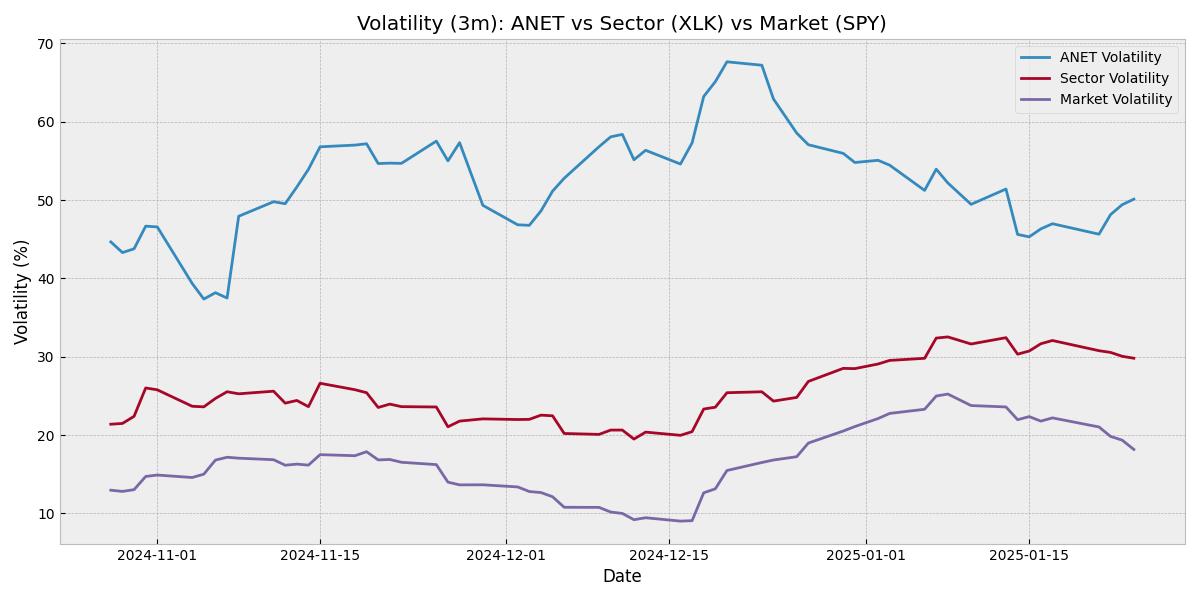 Volatility (3m): ANET vs Sector (XLK) vs Market (SPY)
ANET Volatility
Sector Volatility
Market Volatility
Volatility (%)
70
60
50
40
30
20
10
2024-11-01
2024-11-15
2024-12-01
2024-12-15
2025-01-01
2025-01-15
Date